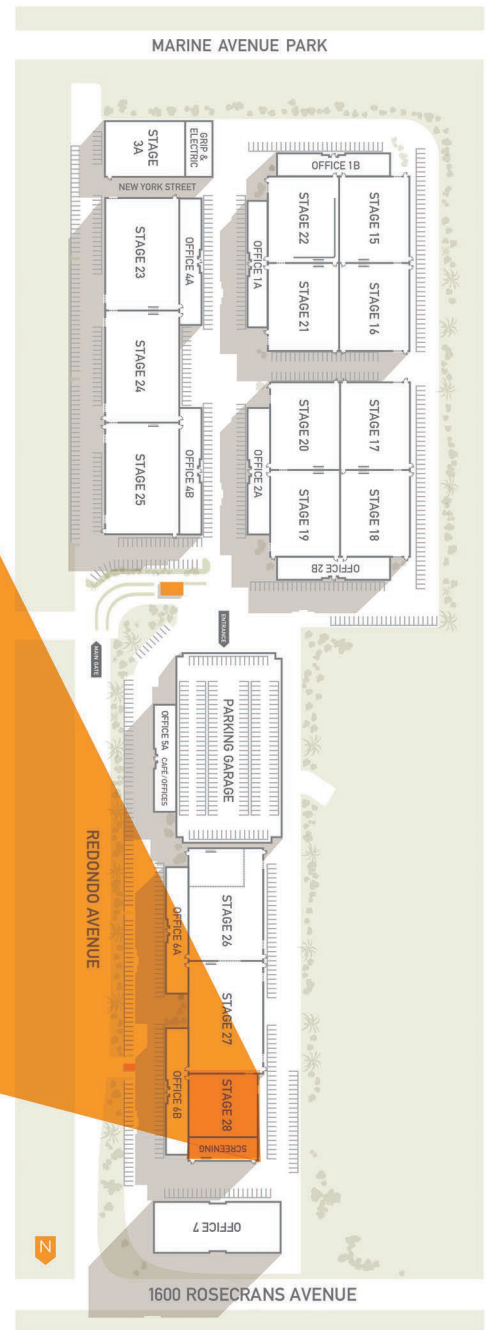 MARINE AVENUE PARK
STAGE
3A
GRIP &
ELECTRIC
NEW YORK STREET
OFFICE 1B
STAGE 22
STAGE 15
STAGE 23
OFFICE 4A
OFFICE 1A
STAGE 21
STAGE 16
STAGE 24
STAGE 20
STAGE 17
STAGE 25
OFFICE 4B
OFFICE 2A
STAGE 19
STAGE 18
OFFICE 2B
ENTRANCE
MAIN GATE
PARKING GARAGE
OFFICE 5A CAFÉ/OFFICES
REDONDO AVENUE
STAGE 26
OFFICE 6A
STAGE 27
OFFICE 6B
STAGE 28
SCREENING
OFFICE 7
N
1600 ROSECRANS AVENUE